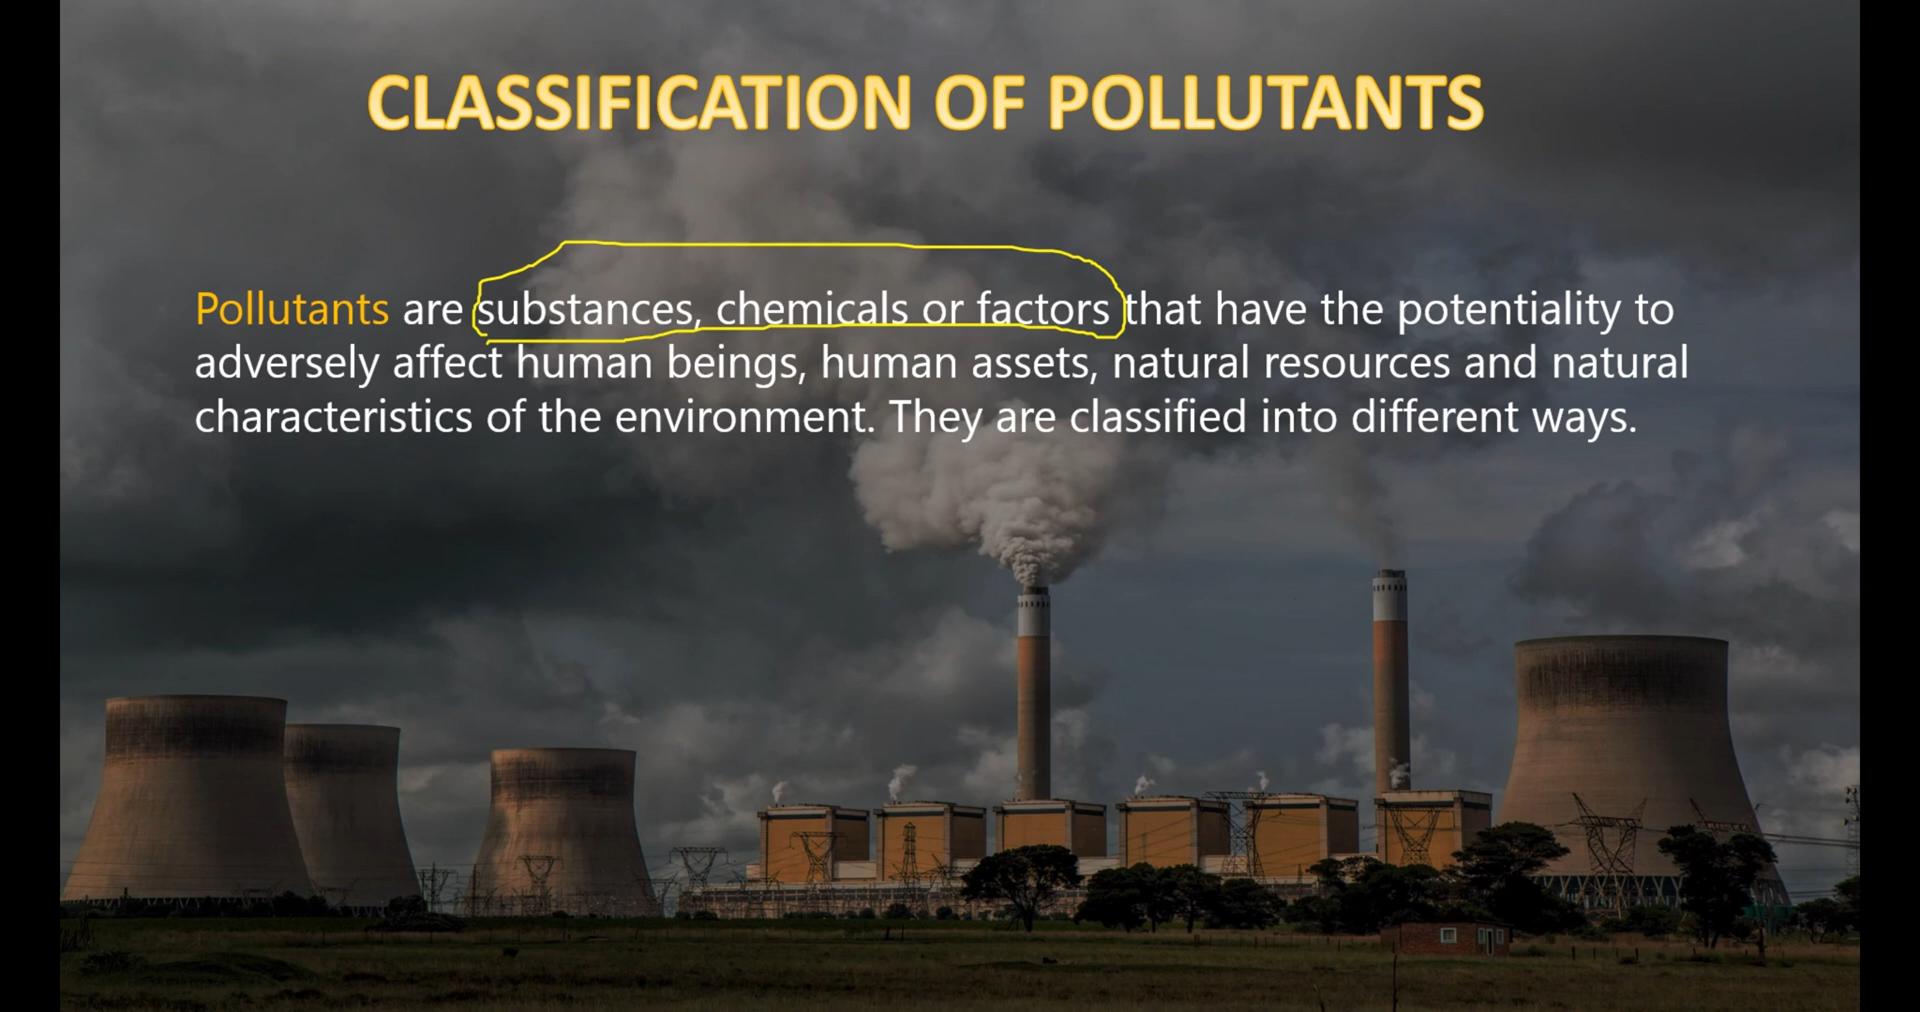 CLASSIFICATION OF POLLUTANTS
Pollutants are substances, chemicals or factors that have the potentiality to
adversely affect human beings, human assets, natural resources and natural
characteristics of the environment. They are classified into different ways.